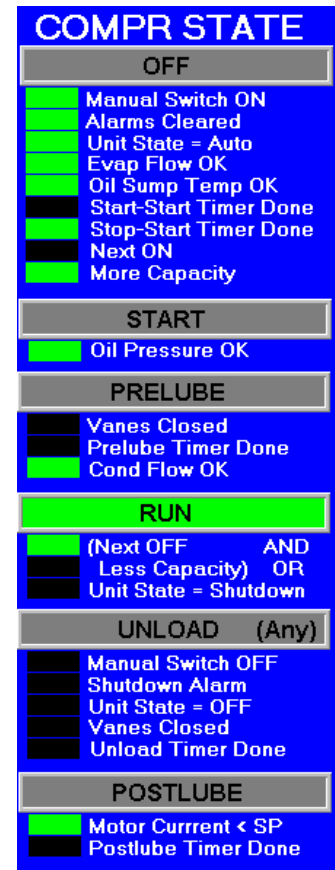 COMPR STATE
OFF
Manual Switch ON
Alarms Cleared
Unit State = Auto
Evap Flow OK
Oil Sump Temp OK
Start-Start Timer Done
Stop-Start Timer Done
Next ON
More Capacity
START
Oil Pressure OK
PRELUBE
Vanes Closed
Prelube Timer Done
Cond Flow OK
RUN
(Next OFF AND
Less Capacity) OR
Unit State = Shutdown
UNLOAD (Any)
Manual Switch OFF
Shutdown Alarm
Unit State = OFF
Vanes Closed
Unload Timer Done
POSTLUBE
Motor Currrent < SP
Postlube Timer Done